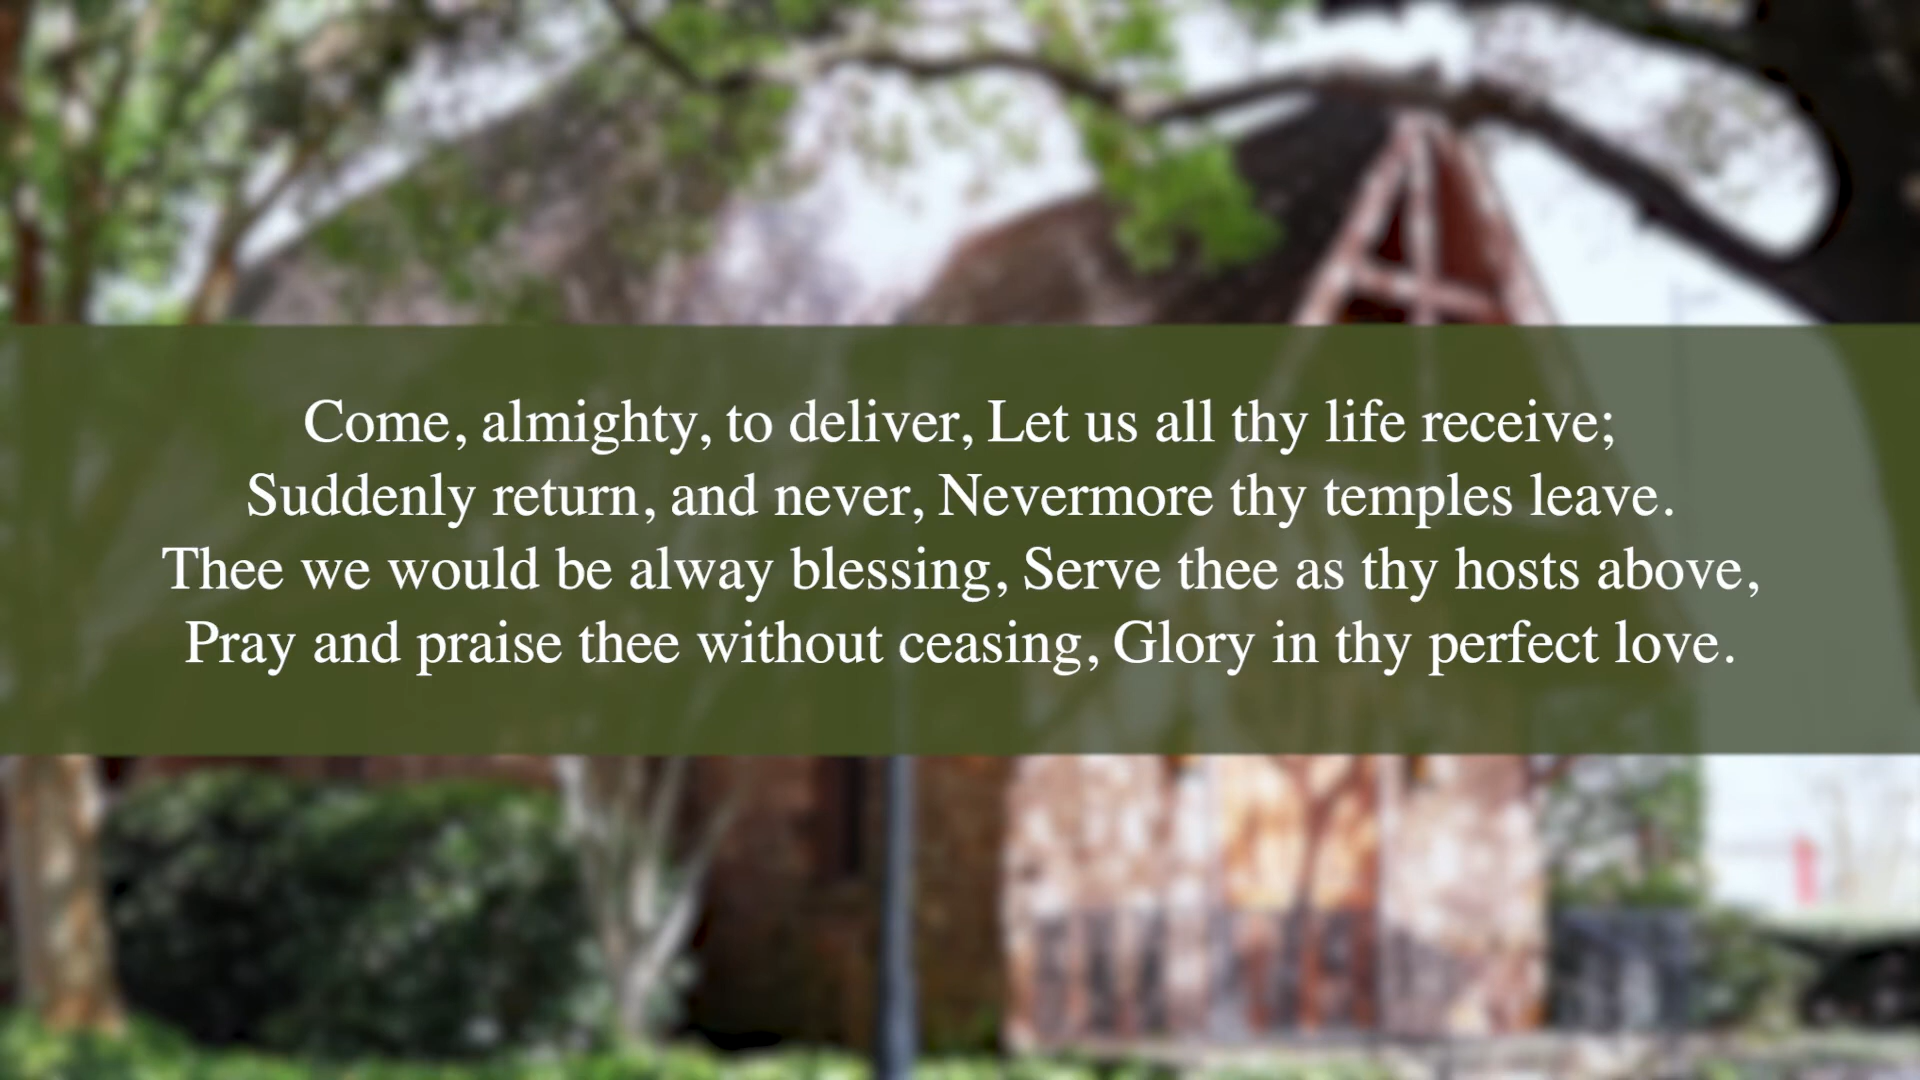 Come, almighty, to deliver, Let us all thy life receive;
Suddenly return, and never, Nevermore thy temples leave.
Thee we would be alway blessing, Serve thee as thy hosts above,
Pray and praise thee without ceasing, Glory in thy perfect love.